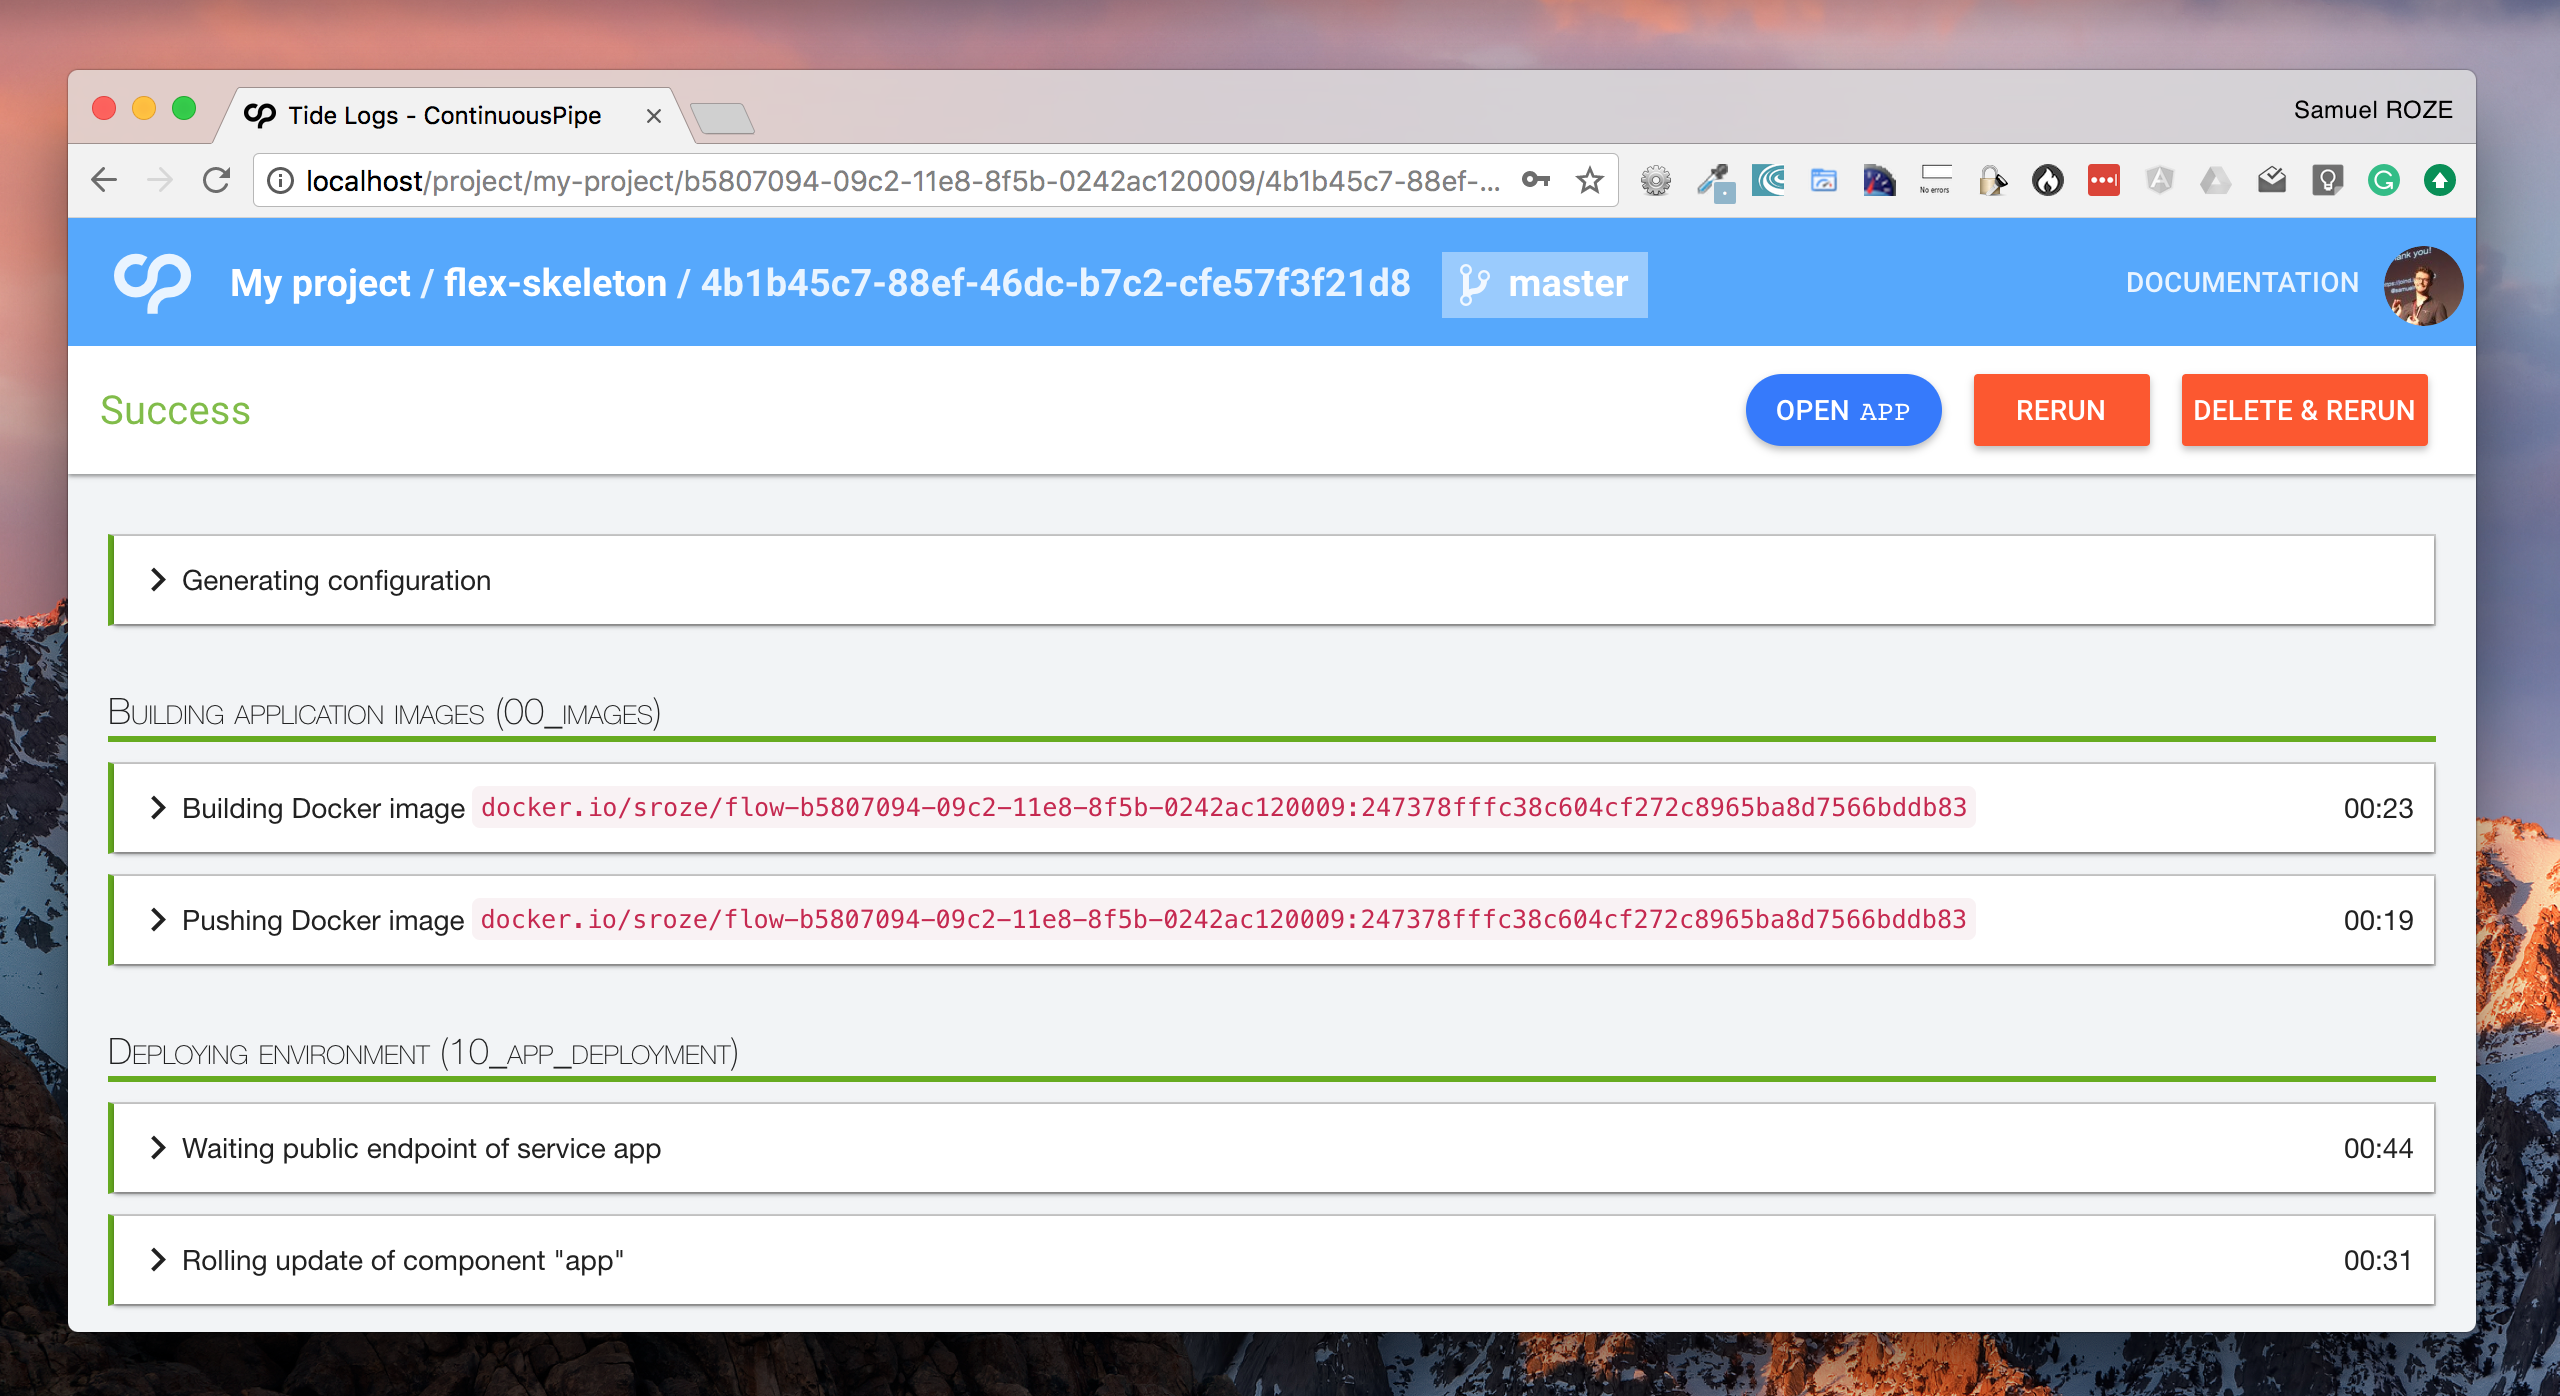 Tide Logs - ContinuousPipe
Samuel ROZE
localhost/project/my-project/b5807094-09c2-11e8-8f5b-0242ac120009/4b1b45c7-88ef-...
No errors
My project / flex-skeleton / 4b1b45c7-88ef-46dc-b7c2-cfe57f3f21d8
master
DOCUMENTATION
Success
OPEN APP
RERUN
DELETE & RERUN
Generating configuration
Building application images (00_images)
Building Docker image docker.io/sroze/flow-b5807094-09c2-11e8-8f5b-0242ac120009:247378fffc38c604cf272c8965ba8d7566bddb83 00:23
Pushing Docker image docker.io/sroze/flow-b5807094-09c2-11e8-8f5b-0242ac120009:247378fffc38c604cf272c8965ba8d7566bddb83 00:19
Deploying environment (10_app_deployment)
Waiting public endpoint of service app 00:44
Rolling update of component "app" 00:31